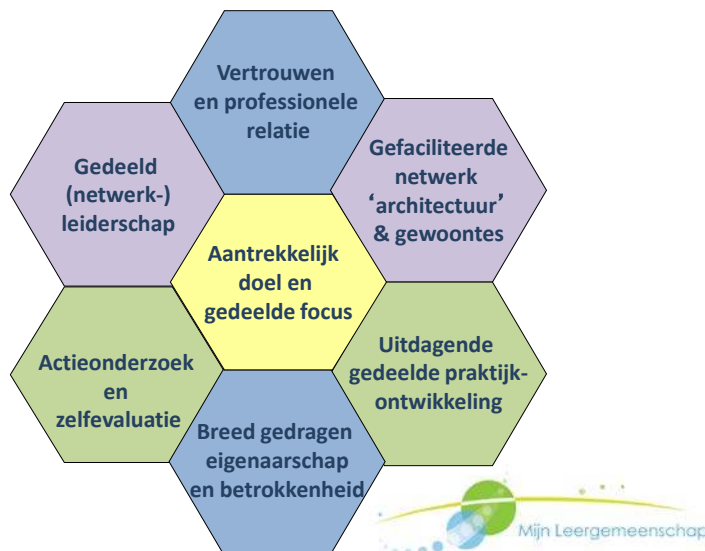 Vertrouwen
en professionele
relatie
Gedeeld
(netwerk-)
leiderschap
Gefaciliteerde
netwerk
‘architectuur’
& gewoontes
Aantrekkelijk
doel en
gedeelde focus
Actieonderzoek
en
zelfevaluatie
Uitdagende
gedeelde praktijk-
ontwikkeling
Breed gedragen
eigenaarschap
en betrokkenheid
Mijn Leergemeenschap